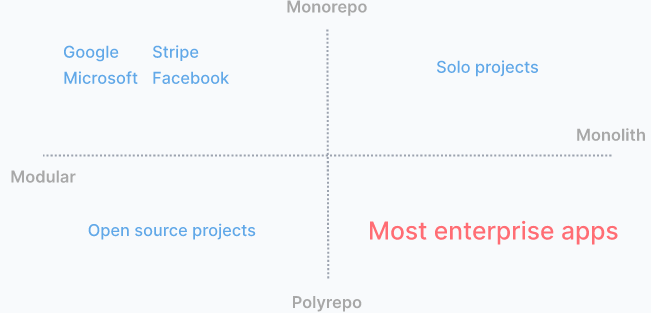 Monorepo
Google Stripe
Microsoft Facebook
Solo projects
Monolith
Modular
Open source projects
Most enterprise apps
Polyrepo